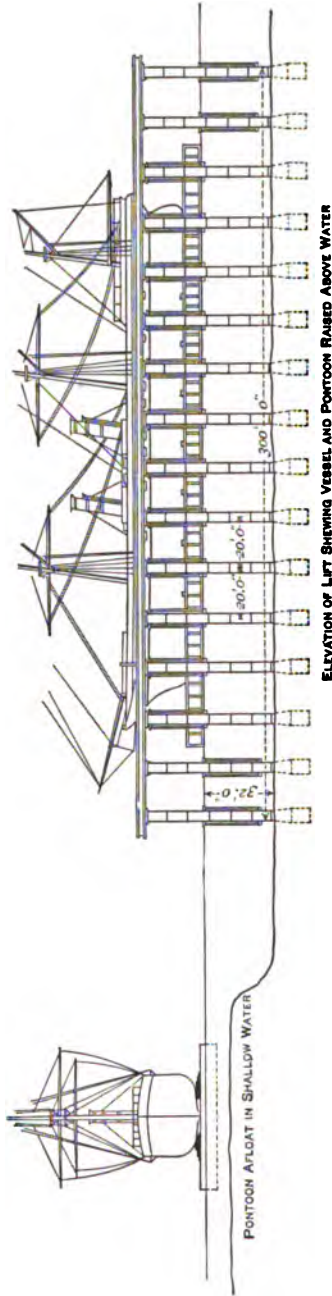 20'.0" 20'.0"
300'. 0"
32'. 0"
PONTOON AFLOAT IN SHALLOW WATER
ELEVATION OF LIFT SHEWING VESSEL AND PONTOON RAISED ABOVE WATER